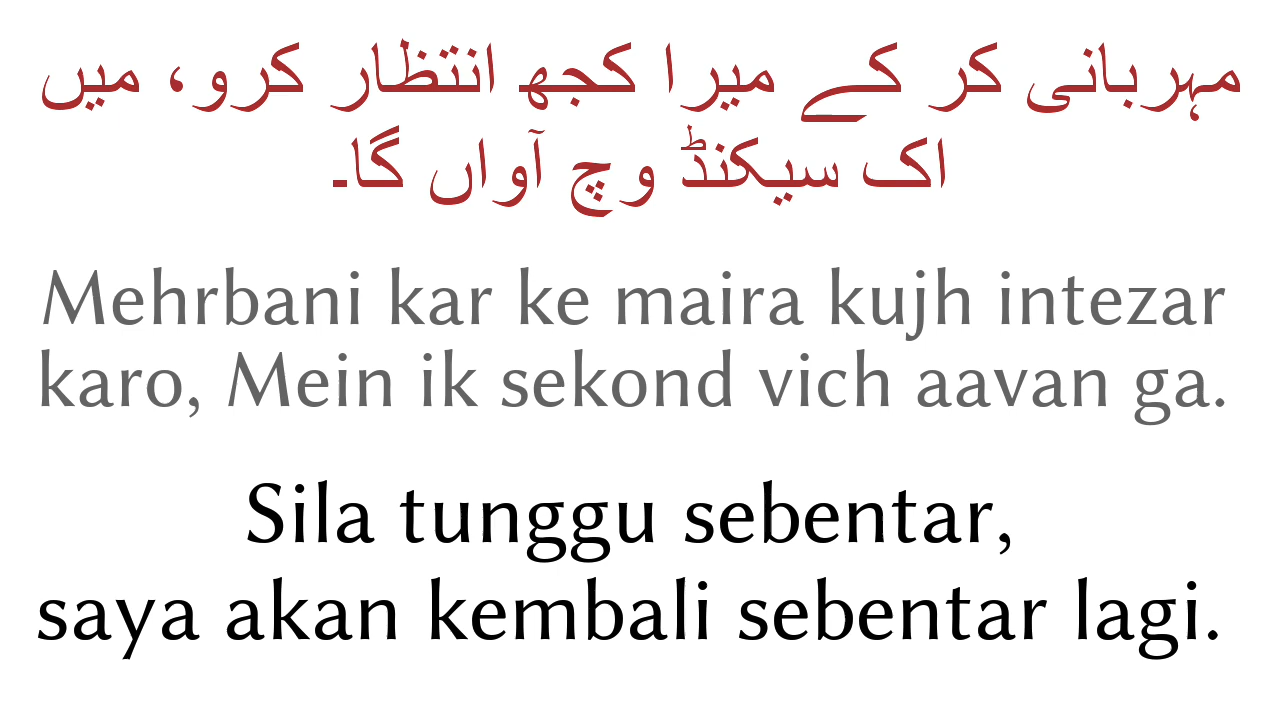 مہربانی کر کے میرا کجھ انتظار کرو، میں
اک سیکنڈ وچ آواں گا۔
Mehrbani kar ke maira kujh intezar
karo, Mein ik sekond vich aavan ga.
Sila tunggu sebentar,
saya akan kembali sebentar lagi.